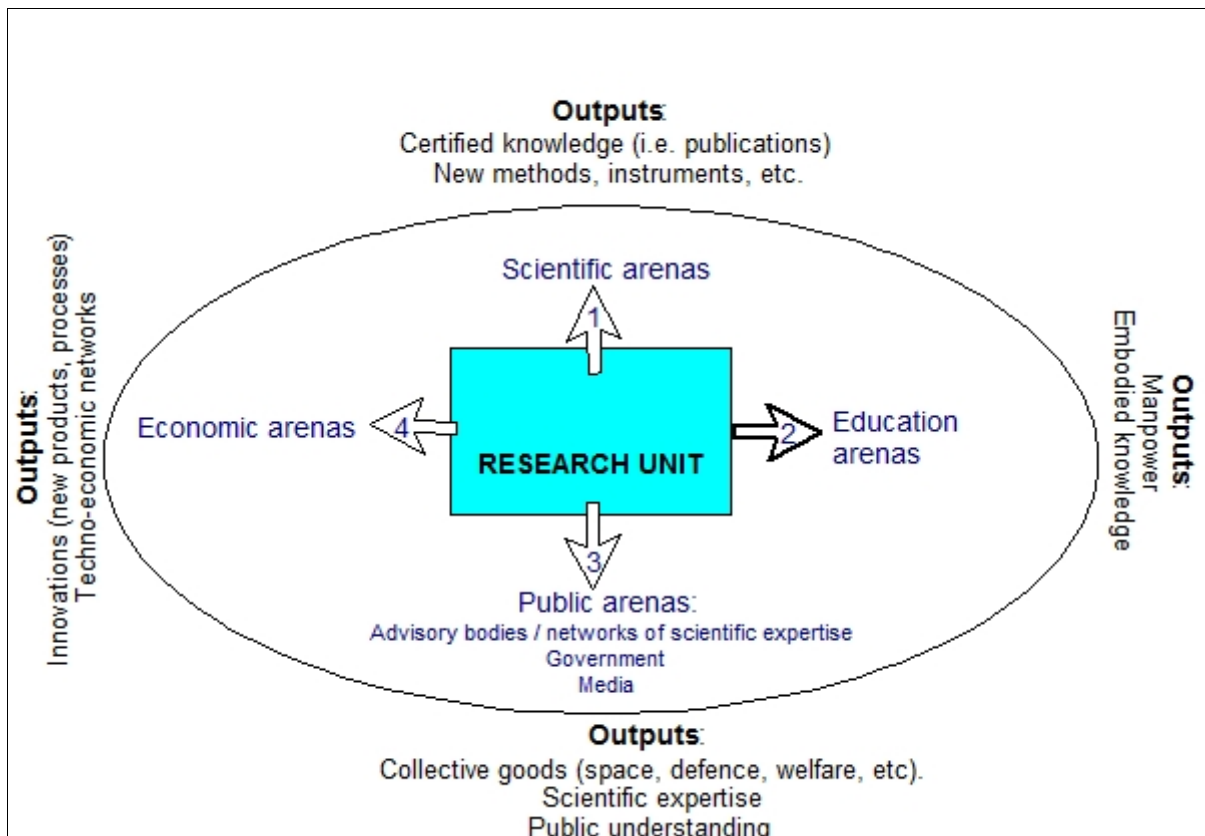 Outputs:
Certified knowledge (i.e. publications)
New methods, instruments, etc.
Scientific arenas
1
Outputs:
Innovations (new products, processes)
Techno-economic networks
Economic arenas
4
RESEARCH UNIT
2
Education
arenas
Outputs:
Manpower
Embodied knowledge
3
Public arenas:
Advisory bodies / networks of scientific expertise
Government
Media
Outputs:
Collective goods (space, defence, welfare, etc).
Scientific expertise
Public understanding